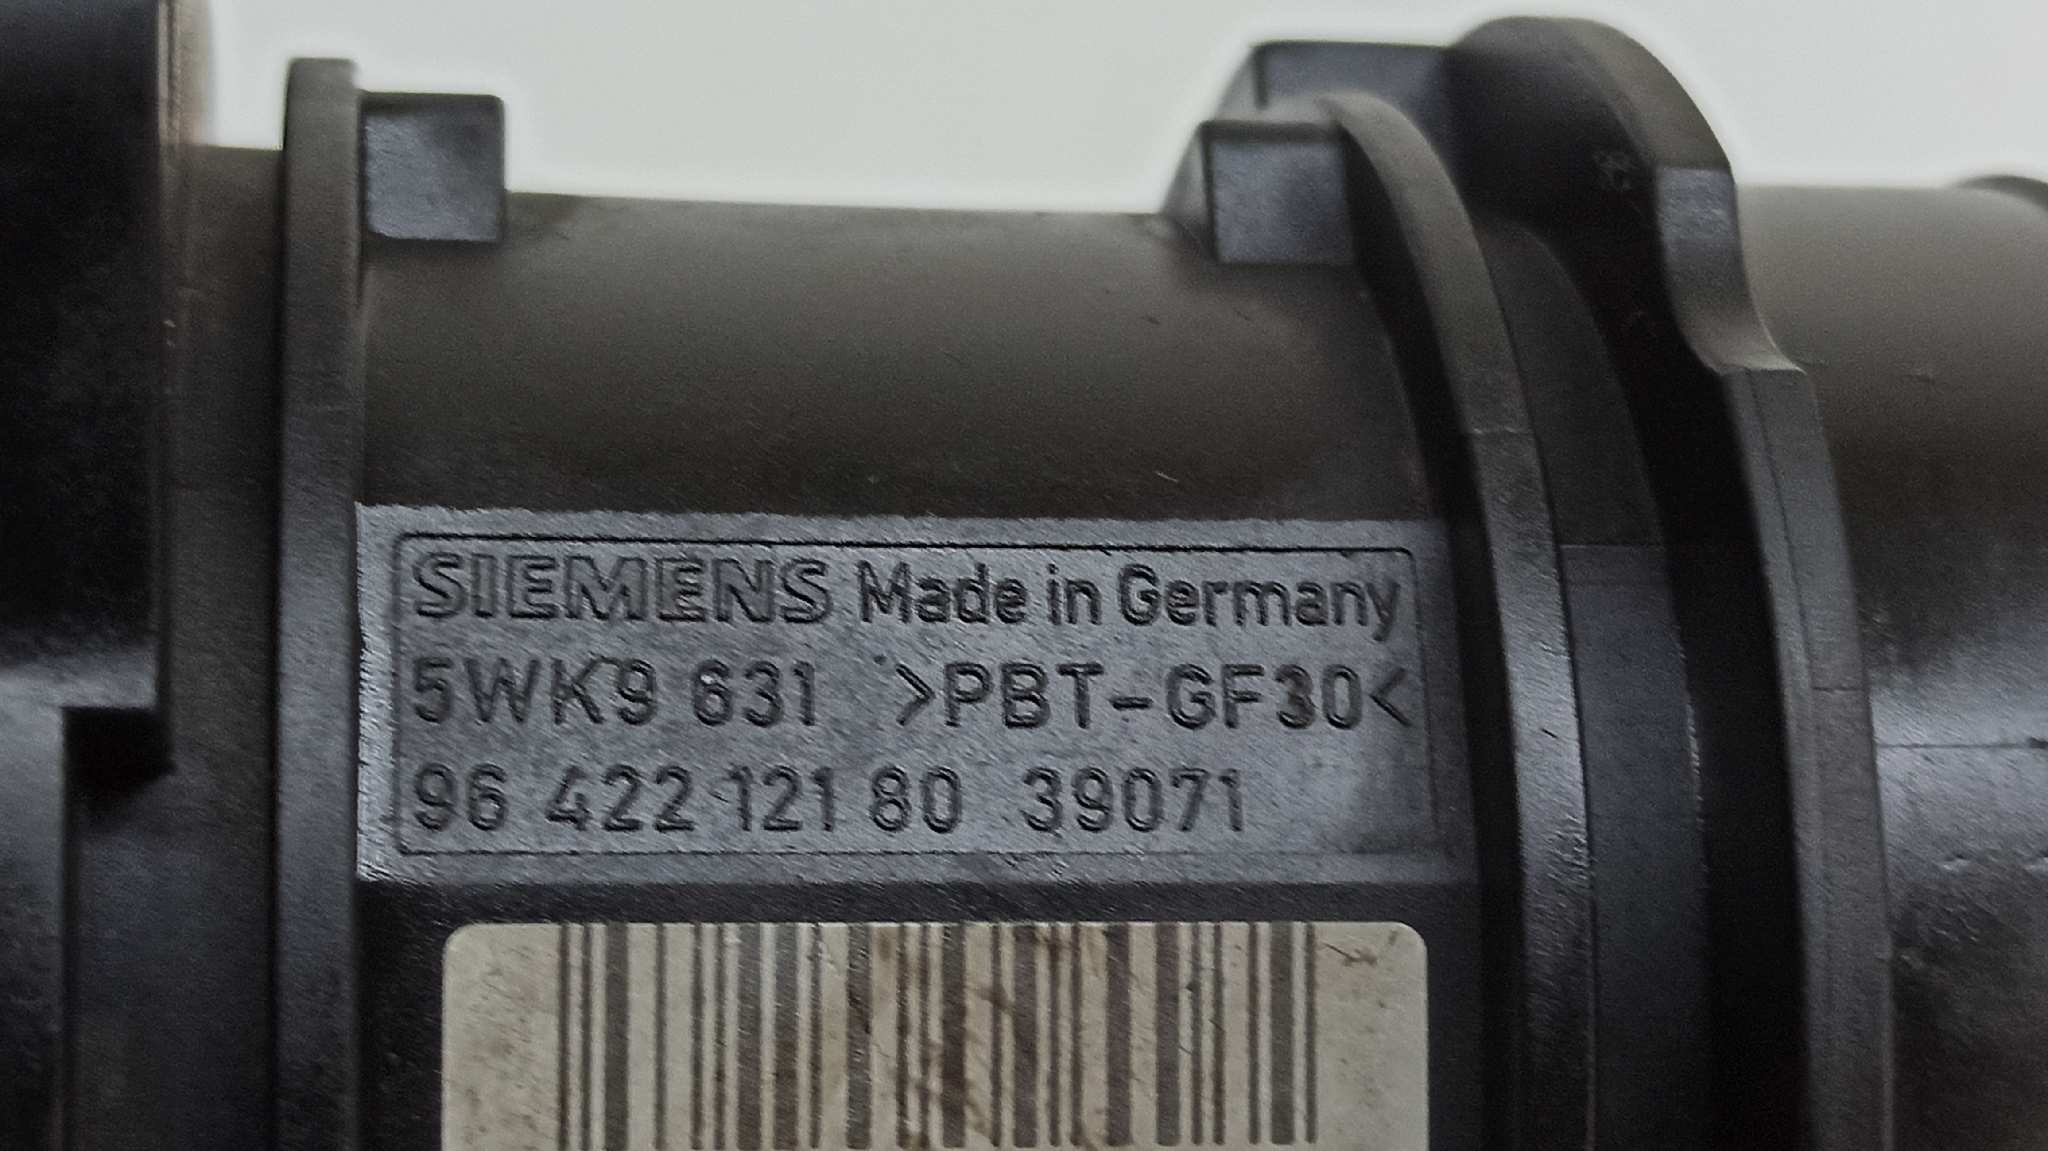 SIEMENS Made in Germany
5WK9 631 >PBT-GF30<
96 422 121 80 39071